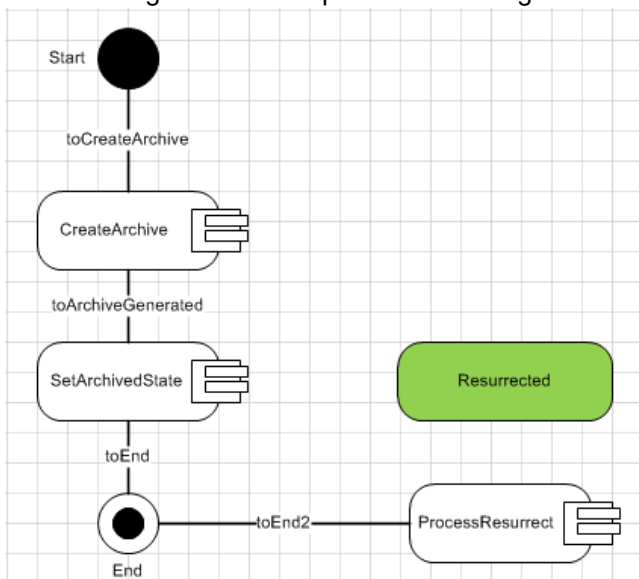 Start
toCreateArchive
CreateArchive
toArchiveGenerated
SetArchivedState
Resurrected
toEnd
toEnd2
ProcessResurrect
End